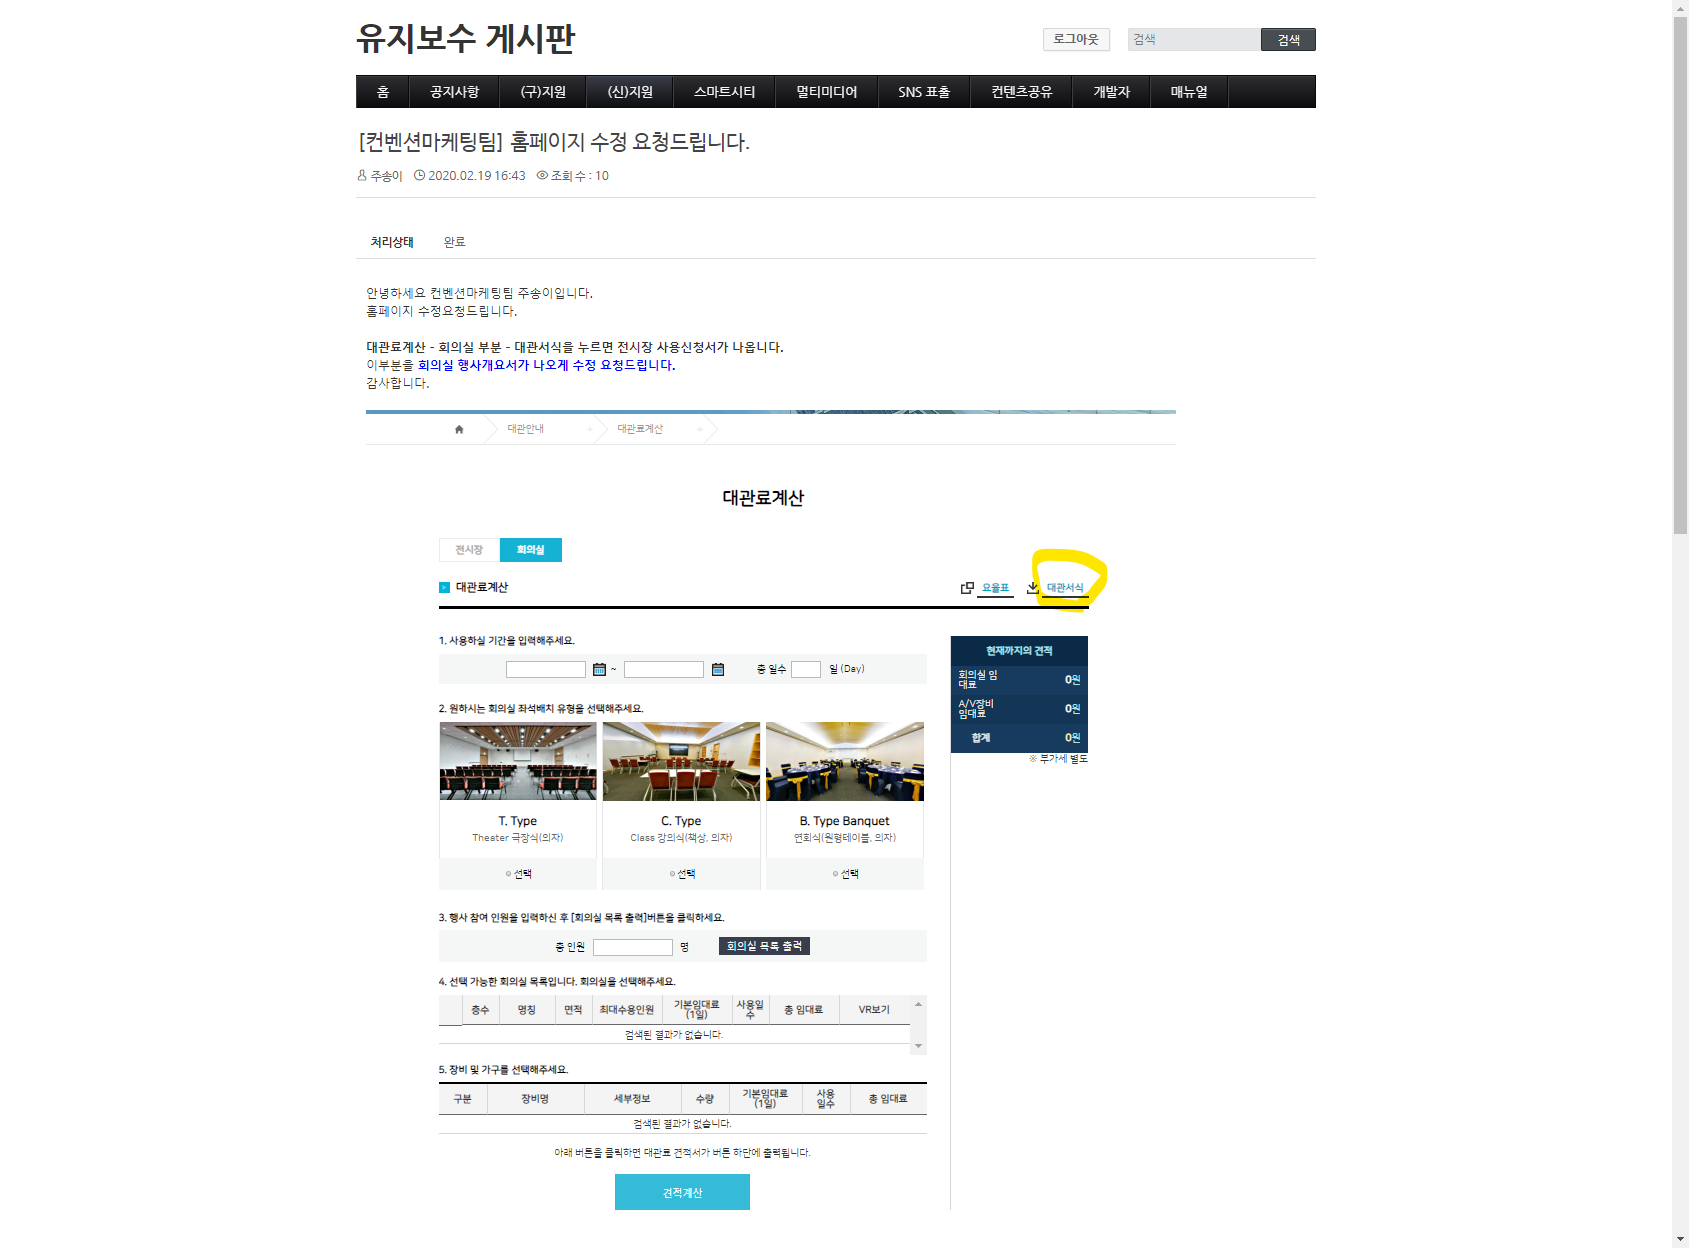 유지보수 게시판
로그아웃
검색
검색
홈 공지사항 (구)지원 (신)지원 스마트시티 멀티미디어 SNS 표출 컨텐츠공유 개발자 매뉴얼
[컨벤션마케팅팀] 홈페이지 수정 요청드립니다.
주송이 2020.02.19 16:43 조회 수 : 10
처리상태 완료
안녕하세요 컨벤션마케팅팀 주송이입니다.
홈페이지 수정요청드립니다.
대관료계산 - 회의실 부분 - 대관서식을 누르면 전시장 사용신청서가 나옵니다.
이부분을 회의실 행사개요서가 나오게 수정 요청드립니다.
감사합니다.
대관안내 + 대관료계산 +
대관료계산
전시장 회의실
대관료계산
요율표 대관서식
1. 사용하실 기간을 입력해주세요.
~ 총 일수 일 (Day)
2. 원하시는 회의실 좌석배치 유형을 선택해주세요.
T. Type
Theater 극장식(의자)
선택
C. Type
Class 강의식(책상, 의자)
선택
B. Type Banquet
연회식(원형테이블, 의자)
선택
3. 행사 참여 인원을 입력하신 후 [회의실 목록 출력]버튼을 클릭하세요.
총 인원 명 회의실 목록 출력
4. 선택 가능한 회의실 목록입니다. 회의실을 선택해주세요.
층수 명칭 면적 최대수용인원 기본임대료 (1일) 사용일수 총 임대료 VR보기
검색된 결과가 없습니다.
5. 장비 및 가구를 선택해주세요.
구분 장비명 세부정보 수량 기본임대료 (1일) 사용 일수 총 임대료
검색된 결과가 없습니다.
아래 버튼을 클릭하면 대관료 견적서가 버튼 하단에 출력됩니다.
견적계산
현재까지의 견적
회의실 임대료 0원
A/V장비 임대료 0원
합계 0원
※ 부가세 별도